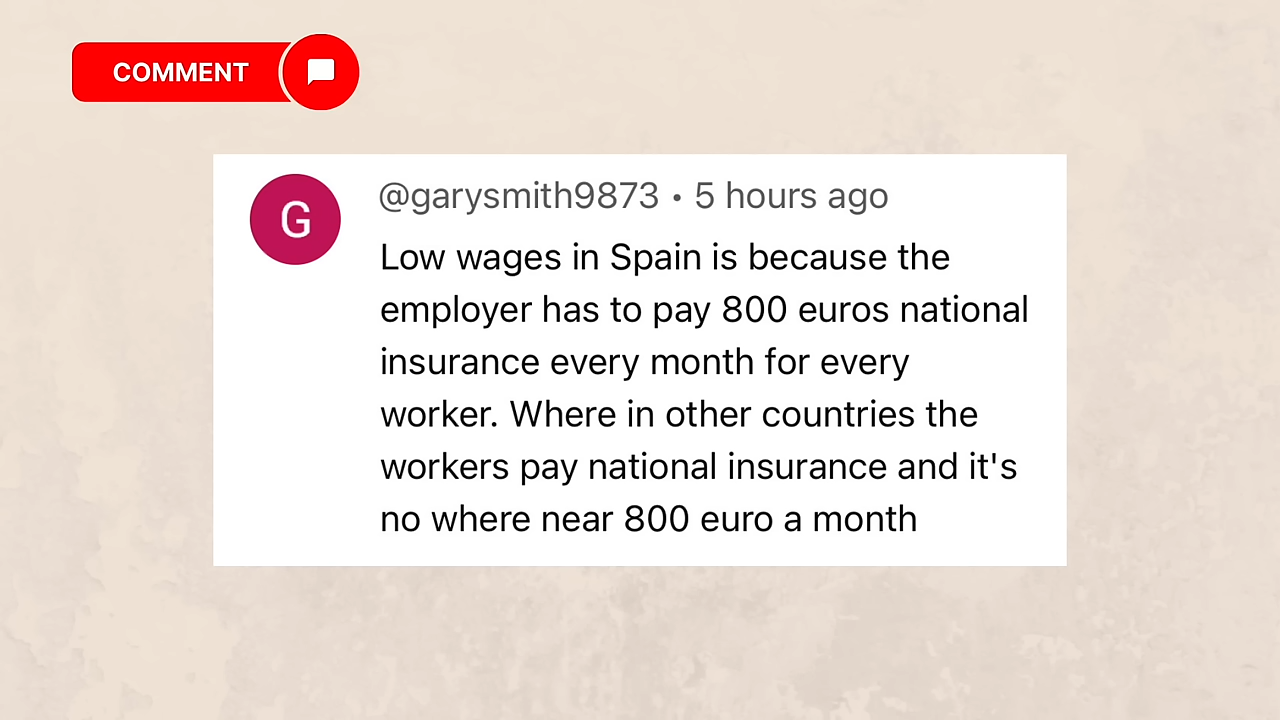 COMMENT
G
@garysmith9873 • 5 hours ago
Low wages in Spain is because the
employer has to pay 800 euros national
insurance every month for every
worker. Where in other countries the
workers pay national insurance and it's
no where near 800 euro a month